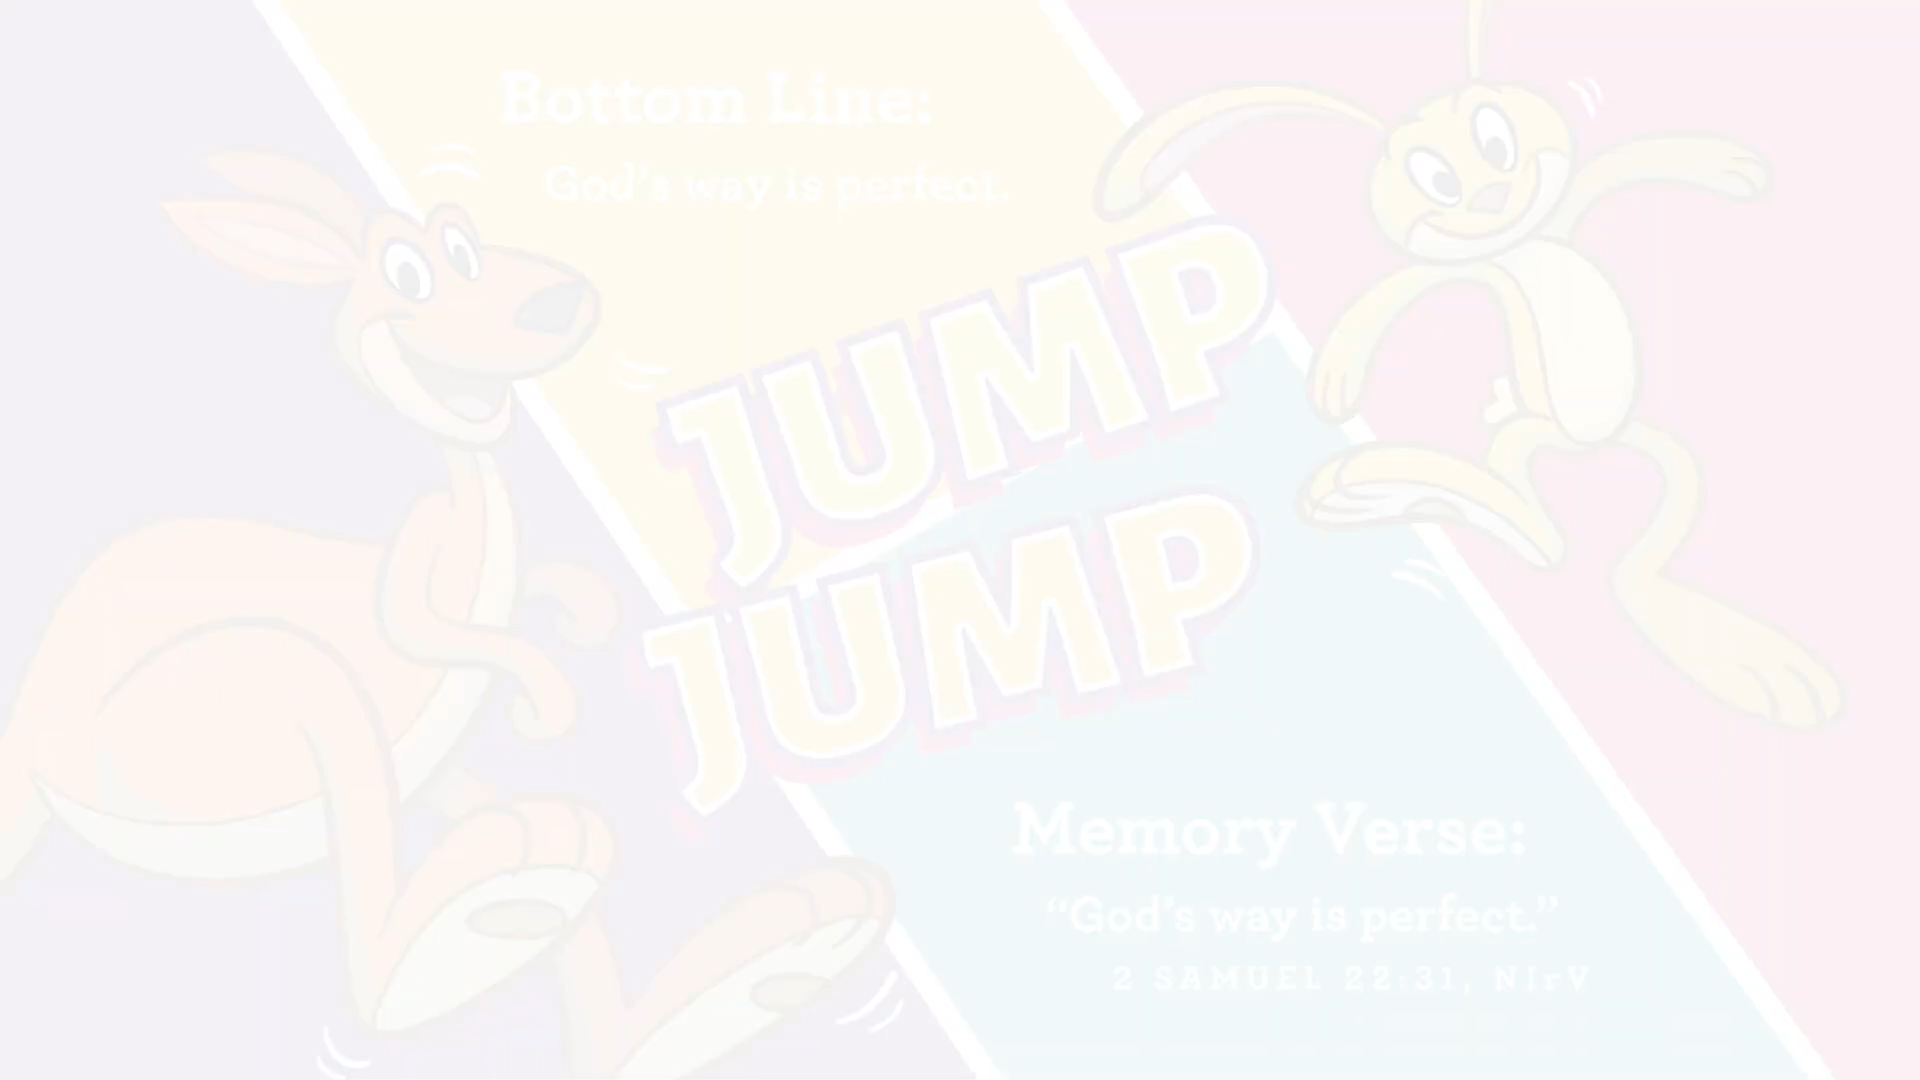 Bottom Line:
God's way is perfect.
JUMP
JUMP
Memory Verse:
“God's way is perfect.”
2 SAMUEL 22:31, NIrV